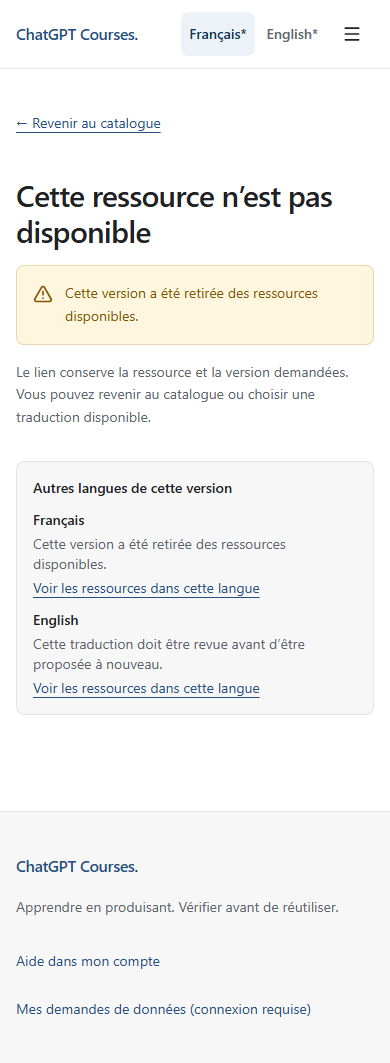 ChatGPT Courses.
Français*
English*
← Revenir au catalogue
Cette ressource n’est pas
disponible
Cette version a été retirée des ressources
disponibles.
Le lien conserve la ressource et la version demandées.
Vous pouvez revenir au catalogue ou choisir une
traduction disponible.
Autres langues de cette version
Français
Cette version a été retirée des ressources
disponibles.
Voir les ressources dans cette langue
English
Cette traduction doit être revue avant d’être
proposée à nouveau.
Voir les ressources dans cette langue
ChatGPT Courses.
Apprendre en produisant. Vérifier avant de réutiliser.
Aide dans mon compte
Mes demandes de données (connexion requise)